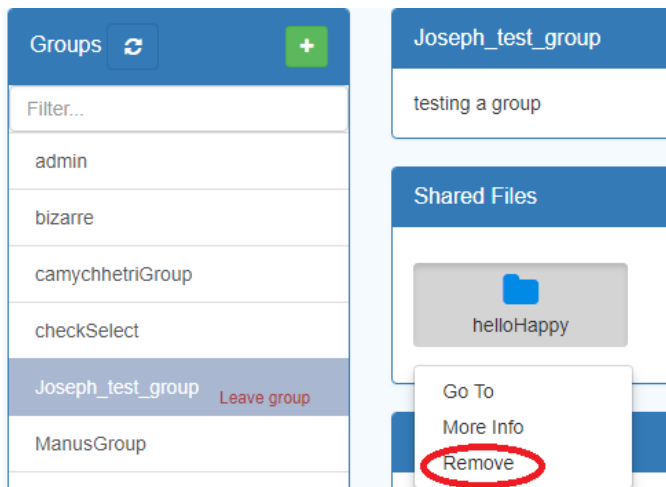 Groups
Filter...
admin
bizarre
camychhetriGroup
checkSelect
Joseph_test_group
Leave group
ManusGroup
Joseph_test_group
testing a group
Shared Files
helloHappy
Go To
More Info
Remove